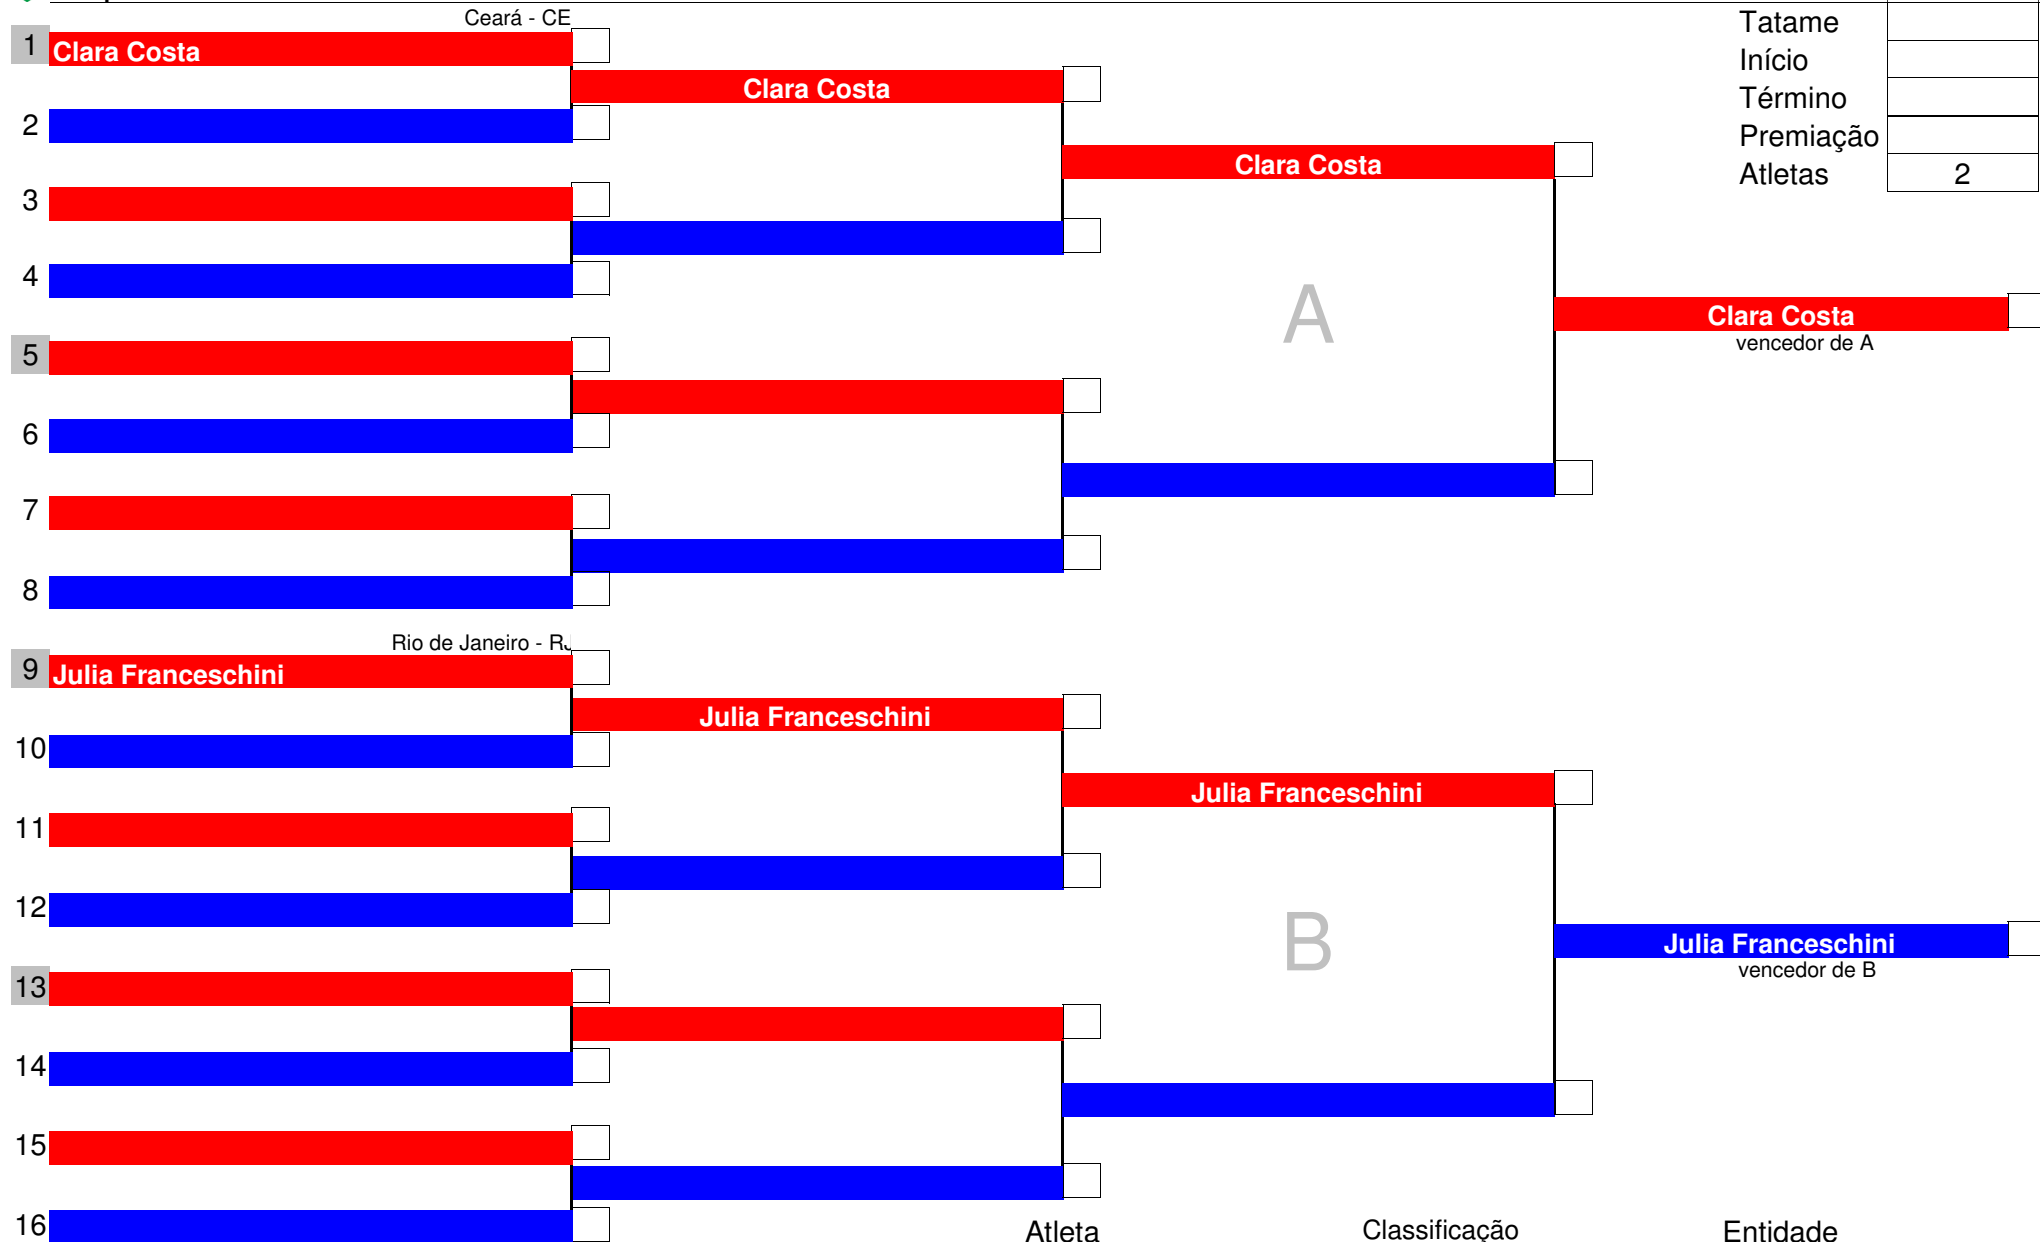 Ceará - CE
Tatame
1 Clara Costa
Início
Clara Costa
Término
2
Premiação
Clara Costa
Atletas 2
3
4
A
Clara Costa
vencedor de A
5
6
7
8
Rio de Janeiro - RJ
9 Julia Franceschini
Julia Franceschini
10
Julia Franceschini
11
12
B
Julia Franceschini
vencedor de B
13
14
15
16
Atleta Classificação Entidade